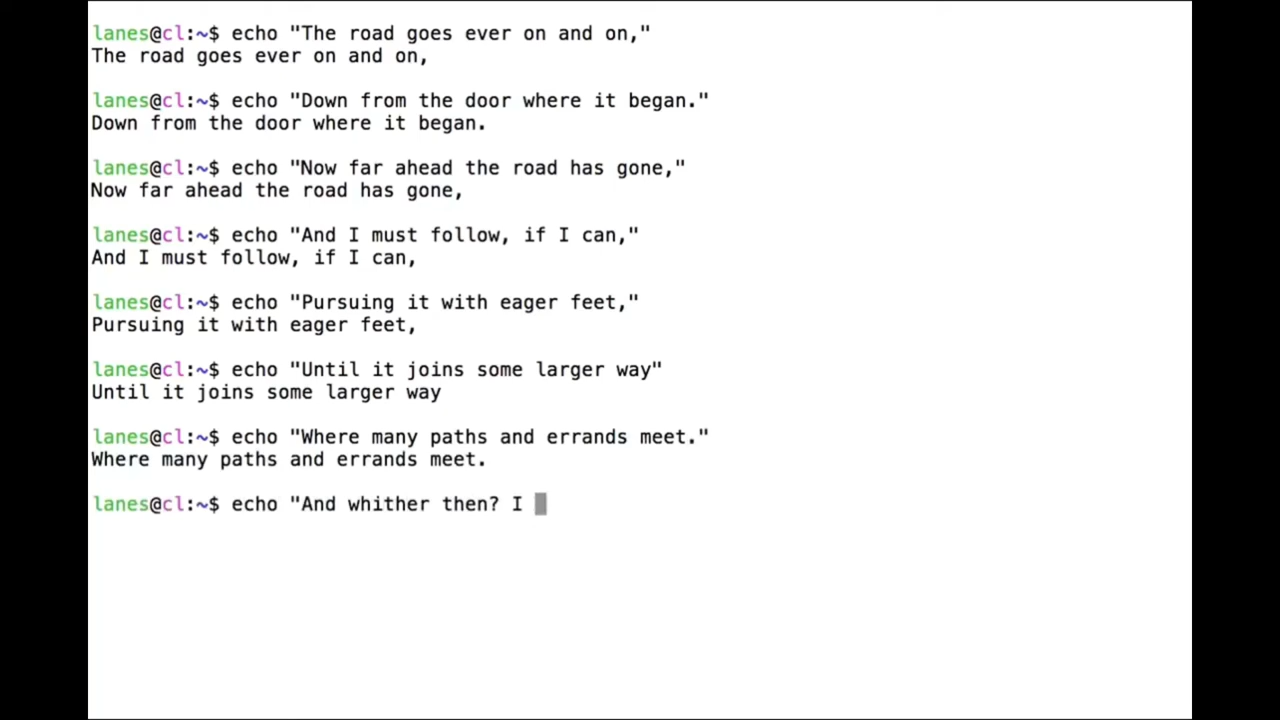 lanes@cl:~$ echo "The road goes ever on and on,"
The road goes ever on and on,
lanes@cl:~$ echo "Down from the door where it began."
Down from the door where it began.
lanes@cl:~$ echo "Now far ahead the road has gone,"
Now far ahead the road has gone,
lanes@cl:~$ echo "And I must follow, if I can,"
And I must follow, if I can,
lanes@cl:~$ echo "Pursuing it with eager feet,"
Pursuing it with eager feet,
lanes@cl:~$ echo "Until it joins some larger way"
Until it joins some larger way
lanes@cl:~$ echo "Where many paths and errands meet."
Where many paths and errands meet.
lanes@cl:~$ echo "And whither then? I